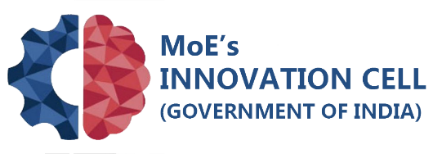 MoE's
INNOVATION CELL
(GOVERNMENT OF INDIA)